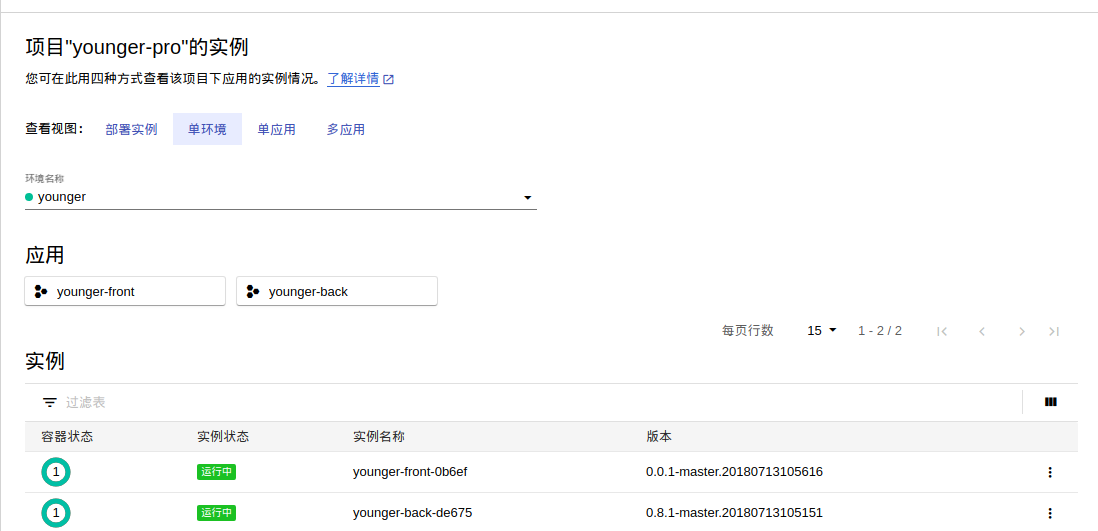 项目"younger-pro"的实例
您可在此用四种方式查看该项目下应用的实例情况。了解详情
查看视图： 部署实例 单环境 单应用 多应用
环境名称
younger
应用
younger-front younger-back
每页行数 15 1 - 2 / 2
实例
过滤表
容器状态 实例状态 实例名称 版本
1 运行中 younger-front-0b6ef 0.0.1-master.20180713105616
1 运行中 younger-back-de675 0.8.1-master.20180713105151